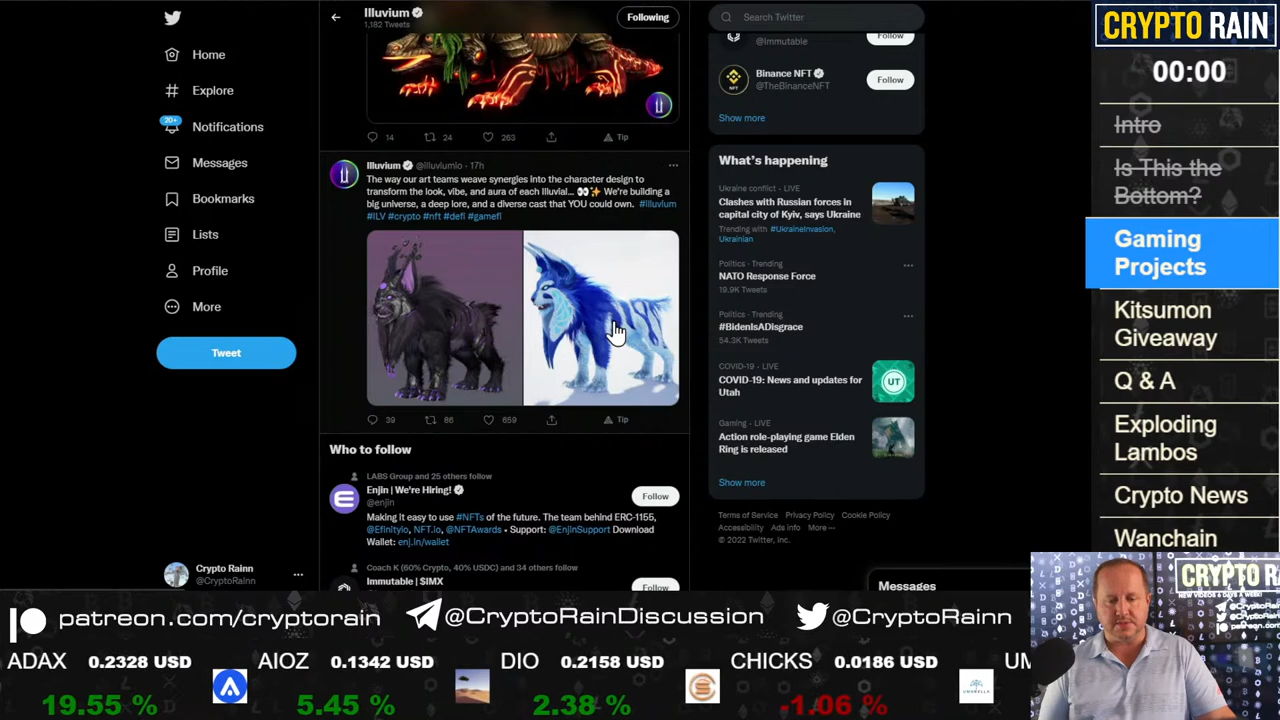 Home
Explore
20+
Notifications
Messages
Bookmarks
Lists
Profile
More
Tweet
Crypto Rainn
@CryptoRainn
Illuvium
1,182 Tweets
Following
14
24
263
Tip
Illuvium @illuviumio · 17h
The way our art teams weave synergies into the character design to
transform the look, vibe, and aura of each Illuvial... 👀✨ We're building a
big universe, a deep lore, and a diverse cast that YOU could own. #illuvium
#ILV #crypto #nft #defi #gamefi
39
86
659
Tip
Who to follow
LABS Group and 25 others follow
Enjin | We're Hiring!
@enjin
Follow
Making it easy to use #NFTs of the future. The team behind ERC-1155,
@Efinityio, NFT.io, @NFTAwards • Support: @EnjinSupport Download
Wallet: enj.in/wallet
Coach K (60% Crypto, 40% USDC) and 34 others follow
Immutable | $IMX
Follow
Search Twitter
@Immutable
Follow
Binance NFT
@TheBinanceNFT
Follow
Show more
What's happening
Ukraine conflict · LIVE
Clashes with Russian forces in
capital city of Kyiv, says Ukraine
Trending with #UkraineInvasion,
Ukrainian
Politics · Trending
NATO Response Force
19.9K Tweets
Politics · Trending
#BidenIsADisgrace
54.3K Tweets
COVID-19 · LIVE
COVID-19: News and updates for
Utah
UT
Gaming · LIVE
Action role-playing game Elden
Ring is released
Show more
Terms of Service Privacy Policy Cookie Policy
Accessibility Ads info More ···
© 2022 Twitter, Inc.
Messages
CRYPTO RAIN
00:00
Intro
Is This the
Bottom?
Gaming
Projects
Kitsumon
Giveaway
Q & A
Exploding
Lambos
Crypto News
Wanchain
CRYPTO RAIN
patreon.com/cryptorain
@CryptoRainDiscussion
@CryptoRainn
ADAX 0.2328 USD
19.55 %
AIOZ 0.1342 USD
5.45 %
DIO 0.2158 USD
2.38 %
CHICKS 0.0186 USD
-1.06 %